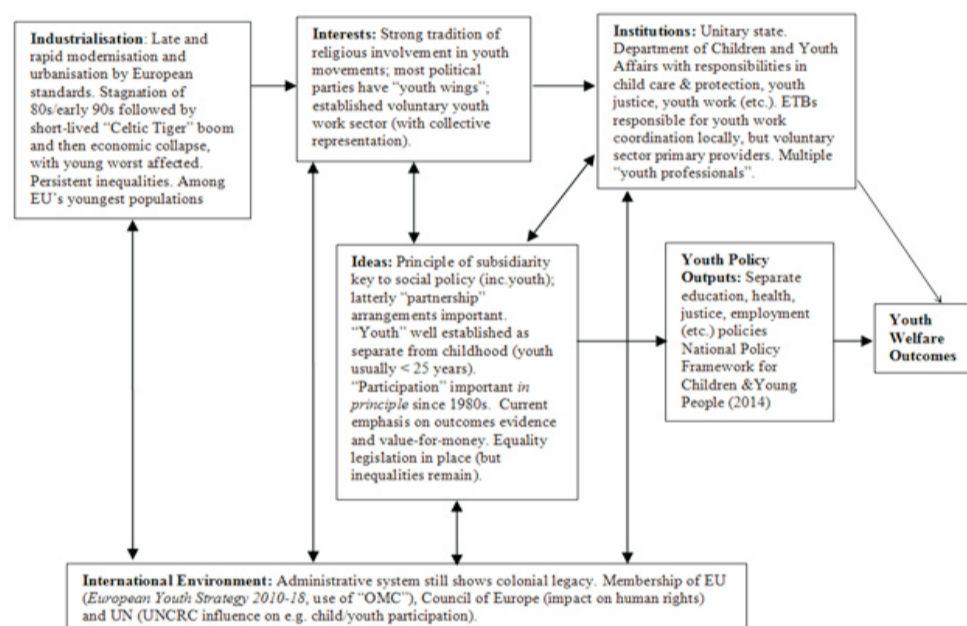 Industrialisation: Late and
rapid modernisation and
urbanisation by European
standards. Stagnation of
80s/early 90s followed by
short-lived “Celtic Tiger” boom
and then economic collapse,
with young worst affected.
Persistent inequalities. Among
EU’s youngest populations
Interests: Strong tradition of
religious involvement in youth
movements; most political
parties have “youth wings”;
established voluntary youth
work sector (with collective
representation).
Institutions: Unitary state.
Department of Children and Youth
Affairs with responsibilities in
child care & protection, youth
justice, youth work (etc.). ETBs
responsible for youth work
coordination locally, but voluntary
sector primary providers. Multiple
“youth professionals”.
Ideas: Principle of subsidiarity
key to social policy (inc.youth);
latterly “partnership”
arrangements important.
“Youth” well established as
separate from childhood (youth
usually < 25 years).
“Participation” important in
principle since 1980s. Current
emphasis on outcomes evidence
and value-for-money. Equality
legislation in place (but
inequalities remain).
Youth Policy
Outputs: Separate
education, health,
justice, employment
(etc.) policies
National Policy
Framework for
Children &Young
People (2014)
Youth
Welfare
Outcomes
International Environment: Administrative system still shows colonial legacy. Membership of EU
(European Youth Strategy 2010-18, use of “OMC”), Council of Europe (impact on human rights)
and UN (UNCRC influence on e.g. child/youth participation).